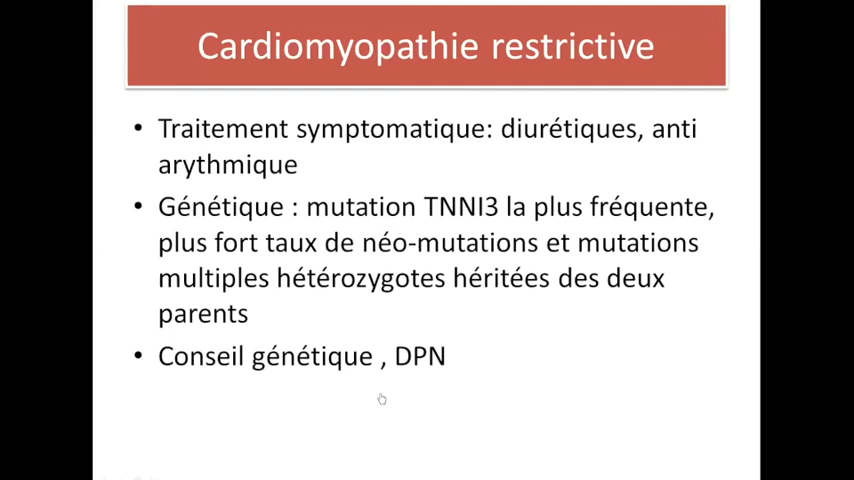 Cardiomyopathie restrictive
• Traitement symptomatique: diurétiques, anti
arythmique
• Génétique : mutation TNNI3 la plus fréquente,
plus fort taux de néo-mutations et mutations
multiples hétérozygotes héritées des deux
parents
• Conseil génétique , DPN